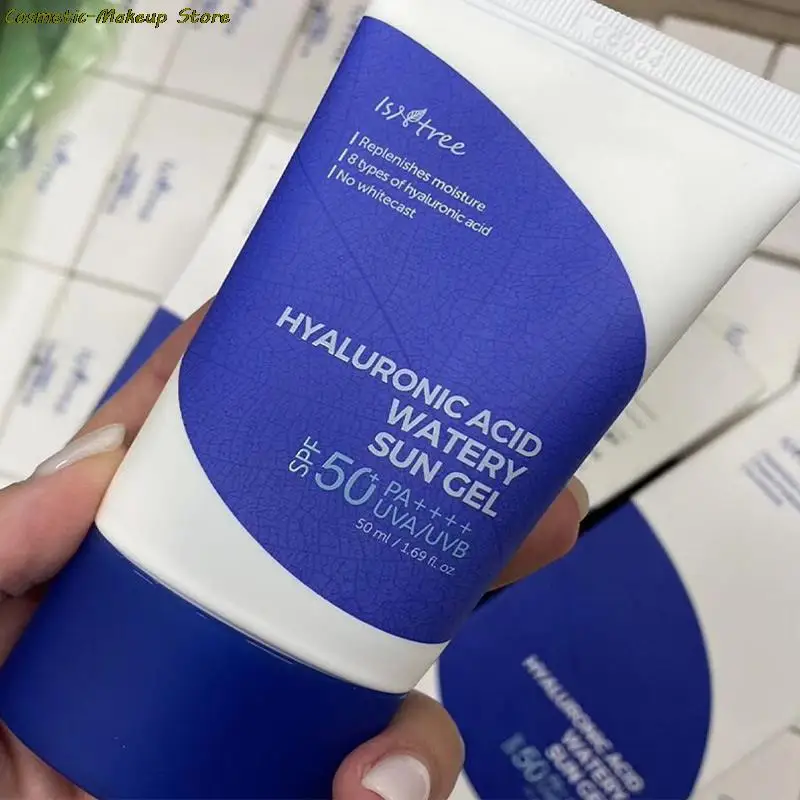 Cosmetic-Makeup Store
Isntree
Replenishes moisture
8 types of hyaluronic acid
No whitecast
HYALURONIC ACID
WATERY
SUN GEL
SPF 50+ PA++++
UVA/UVB
50 ml / 1.69 fl. oz
HYALURONIC ACID
WATERY
SUN GEL
50